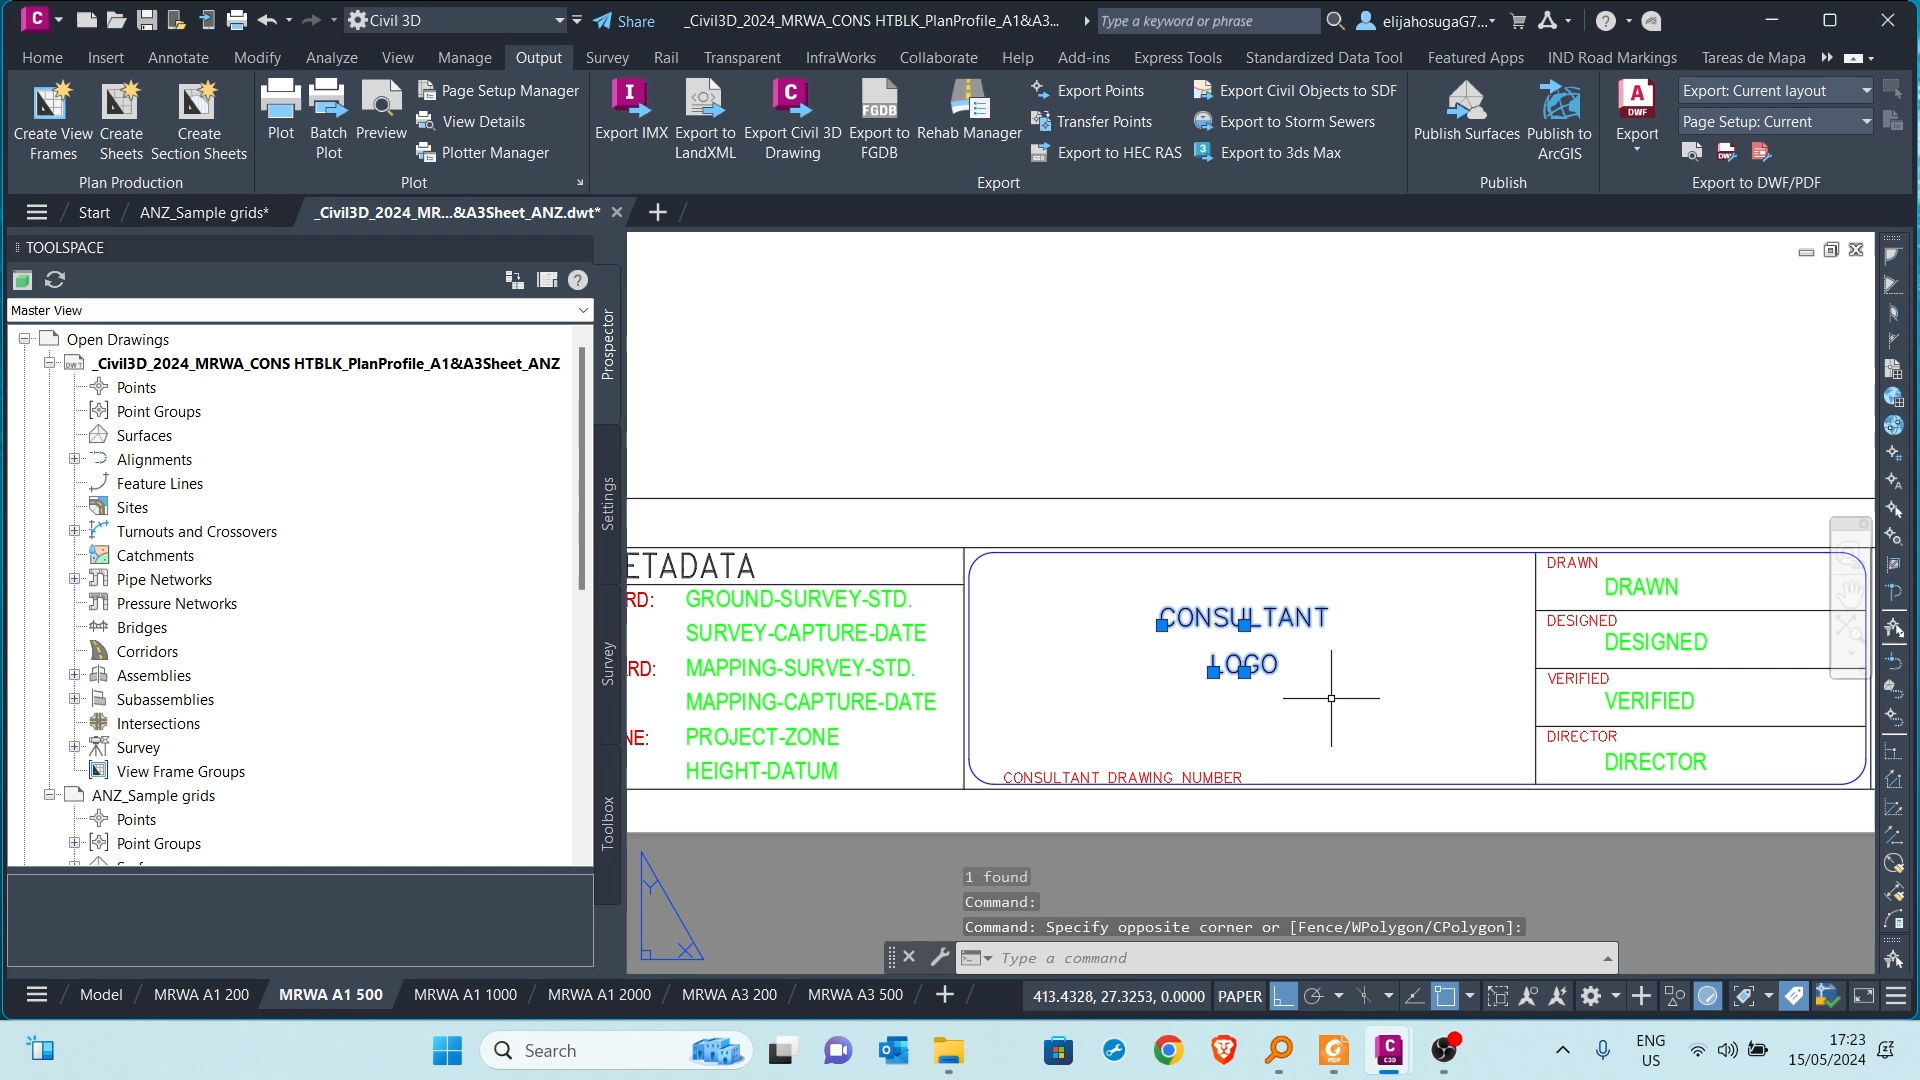 Civil 3D
Share
_Civil3D_2024_MRWA_CONS HTBLK_PlanProfile_A1&A3...
Type a keyword or phrase
elijahosugaG7...
Home Insert Annotate Modify Analyze View Manage Output Survey Rail Transparent InfraWorks Collaborate Help Add-ins Express Tools Standardized Data Tool Featured Apps IND Road Markings Tareas de Mapa
Create View Frames
Create Sheets
Create Section Sheets
Plan Production
Plot
Batch Plot
Preview
Page Setup Manager
View Details
Plotter Manager
Plot
Export IMX
Export to LandXML
Export Civil 3D Drawing
Export to FGDB
Rehab Manager
Export Points
Transfer Points
Export to HEC RAS
Export Civil Objects to SDF
Export to Storm Sewers
Export to 3ds Max
Export
Publish Surfaces
Publish to ArcGIS
Publish
Export
Export: Current layout
Page Setup: Current
Export to DWF/PDF
Start
ANZ_Sample grids*
_Civil3D_2024_MR...&A3Sheet_ANZ.dwt*
TOOLSPACE
Master View
Open Drawings
_Civil3D_2024_MRWA_CONS HTBLK_PlanProfile_A1&A3Sheet_ANZ
Points
Point Groups
Surfaces
Alignments
Feature Lines
Sites
Turnouts and Crossovers
Catchments
Pipe Networks
Pressure Networks
Bridges
Corridors
Assemblies
Subassemblies
Intersections
Survey
View Frame Groups
ANZ_Sample grids
Points
Point Groups
Prospector
Settings
Survey
Toolbox
ETADATA
RD: GROUND-SURVEY-STD.
SURVEY-CAPTURE-DATE
RD: MAPPING-SURVEY-STD.
MAPPING-CAPTURE-DATE
NE: PROJECT-ZONE
HEIGHT-DATUM
CONSULTANT
LOGO
CONSULTANT DRAWING NUMBER
DRAWN
DRAWN
DESIGNED
DESIGNED
VERIFIED
VERIFIED
DIRECTOR
DIRECTOR
Y
X
1 found
Command:
Command: Specify opposite corner or [Fence/WPolygon/CPolygon]:
Type a command
Model MRWA A1 200 MRWA A1 500 MRWA A1 1000 MRWA A1 2000 MRWA A3 200 MRWA A3 500
413.4328, 27.3253, 0.0000 PAPER
Search
ENG
US
17:23
15/05/2024